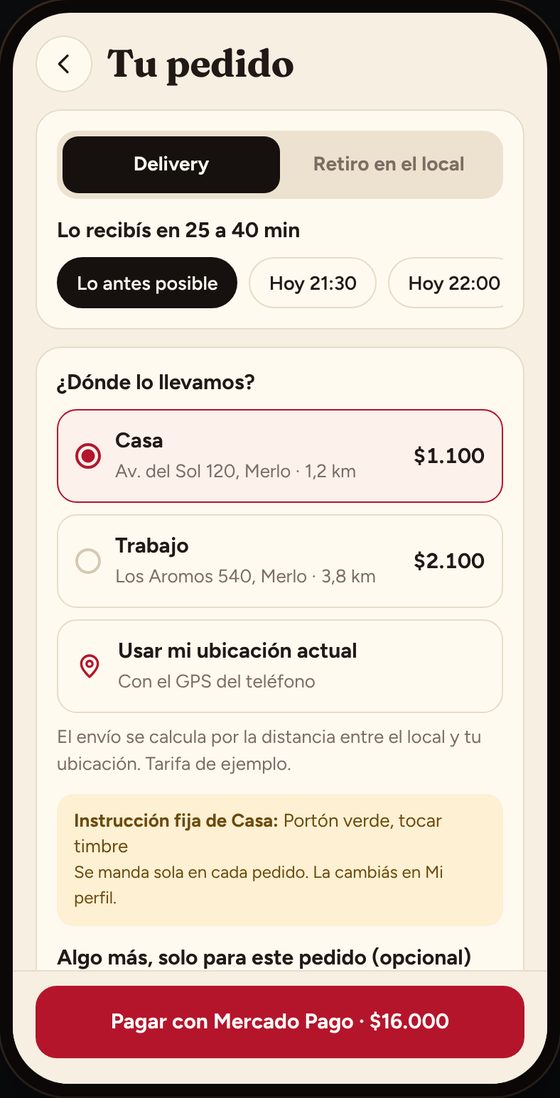 Tu pedido
Delivery
Retiro en el local
Lo recibís en 25 a 40 min
Lo antes posible
Hoy 21:30
Hoy 22:00
¿Dónde lo llevamos?
Casa
Av. del Sol 120, Merlo · 1,2 km
$1.100
Trabajo
Los Aromos 540, Merlo · 3,8 km
$2.100
Usar mi ubicación actual
Con el GPS del teléfono
El envío se calcula por la distancia entre el local y tu
ubicación. Tarifa de ejemplo.
Instrucción fija de Casa: Portón verde, tocar
timbre
Se manda sola en cada pedido. La cambiás en Mi
perfil.
Algo más, solo para este pedido (opcional)
Pagar con Mercado Pago · $16.000